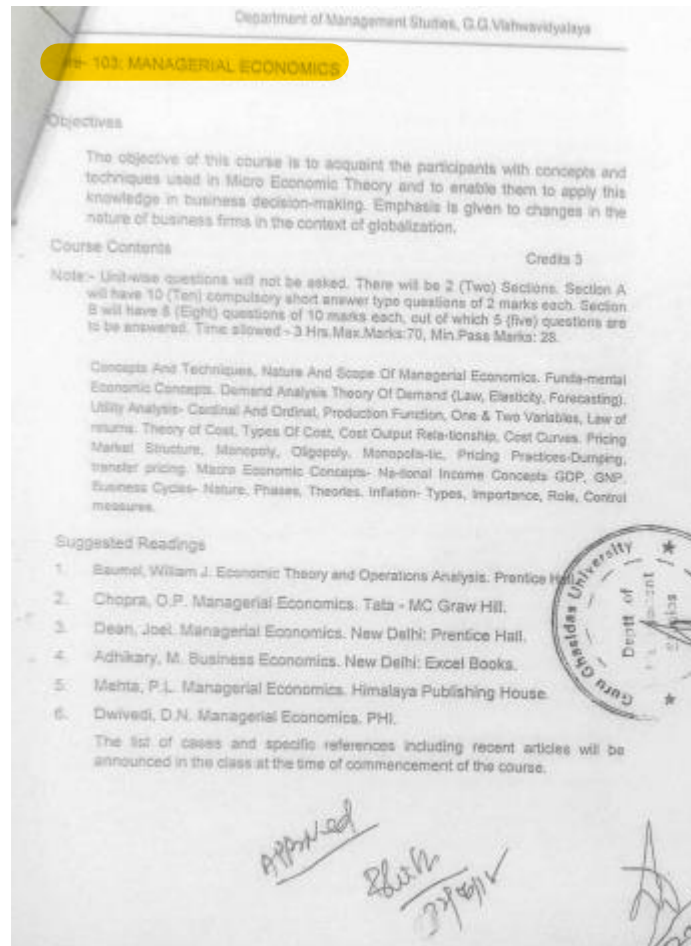 Department of Management Studies, G.G.Vishwavidyalaya
103: MANAGERIAL ECONOMICS
Objectives
The objective of this course is to acquaint the participants with concepts and
techniques used in Micro Economic Theory and to enable them to apply this
knowledge in business decision-making. Emphasis is given to changes in the
nature of business firms in the context of globalization.
Course Contents Credits 3
Note:- Unit-wise questions will not be asked. There will be 2 (Two) Sections. Section A
will have 10 (Ten) compulsory short answer type questions of 2 marks each. Section
B will have 8 (Eight) questions of 10 marks each, out of which 5 (five) questions are
to be answered. Time allowed - 3 Hrs.Max.Marks:70, Min.Pass Marks: 28.
Concepts And Techniques, Nature And Scope Of Managerial Economics. Funda-mental
Economic Concepts. Demand Analysis Theory Of Demand (Law, Elasticity, Forecasting).
Utility Analysis- Cardinal And Ordinal, Production Function, One & Two Variables, Law of
returns. Theory of Cost, Types Of Cost, Cost Output Rela-tionship, Cost Curves. Pricing
Market Structure, Monopoly, Oligopoly, Monopolis-tic, Pricing Practices-Dumping,
transfer pricing. Macro Economic Concepts- Na-tional Income Concepts GDP, GNP.
Business Cycles- Nature, Phases, Theories. Inflation- Types, Importance, Role, Control
measures.
Suggested Readings
1. Baumol, William J. Economic Theory and Operations Analysis. Prentice Hall.
2. Chopra, O.P. Managerial Economics. Tata - MC Graw Hill.
3. Dean, Joel. Managerial Economics. New Delhi: Prentice Hall.
4. Adhikary, M. Business Economics. New Delhi: Excel Books.
5. Mehta, P.L. Managerial Economics. Himalaya Publishing House.
6. Dwivedi, D.N. Managerial Economics. PHI.
The list of cases and specific references including recent articles will be
announced in the class at the time of commencement of the course.
Guru Ghasidas University
Deptt of
Approved